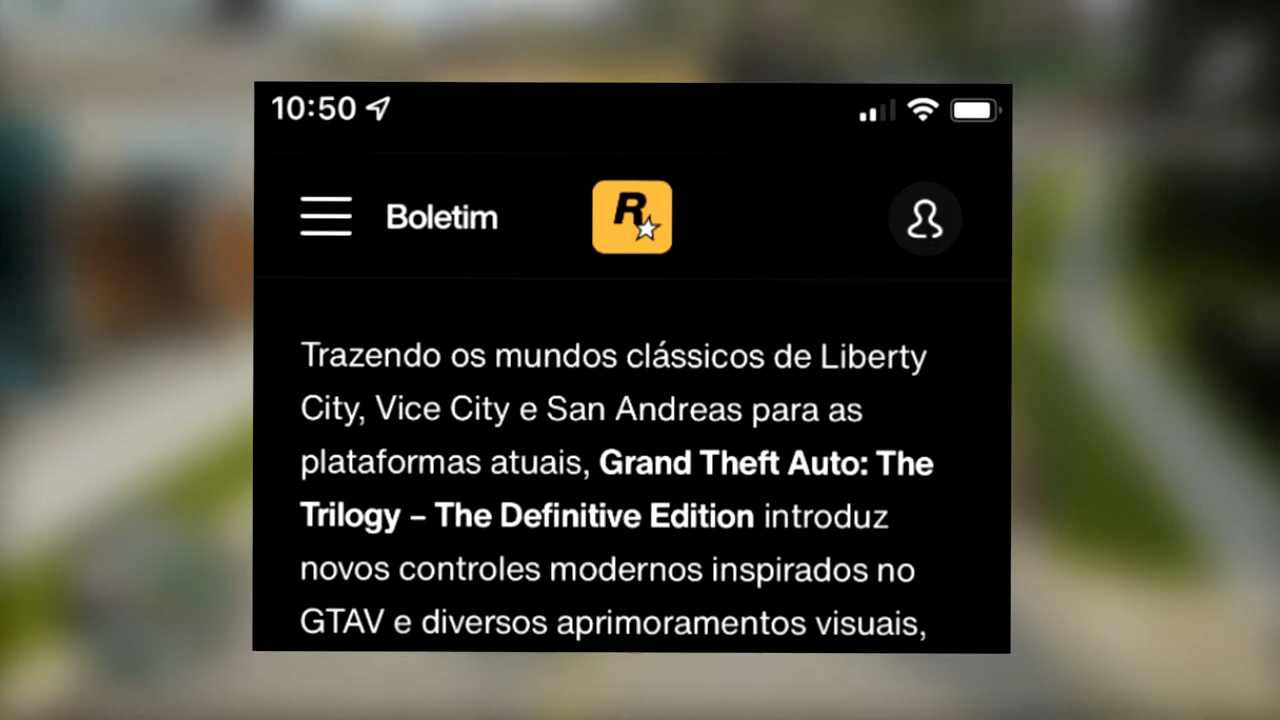 10:50
Boletim
R
Trazendo os mundos clássicos de Liberty
City, Vice City e San Andreas para as
plataformas atuais, Grand Theft Auto: The
Trilogy – The Definitive Edition introduz
novos controles modernos inspirados no
GTAV e diversos aprimoramentos visuais,